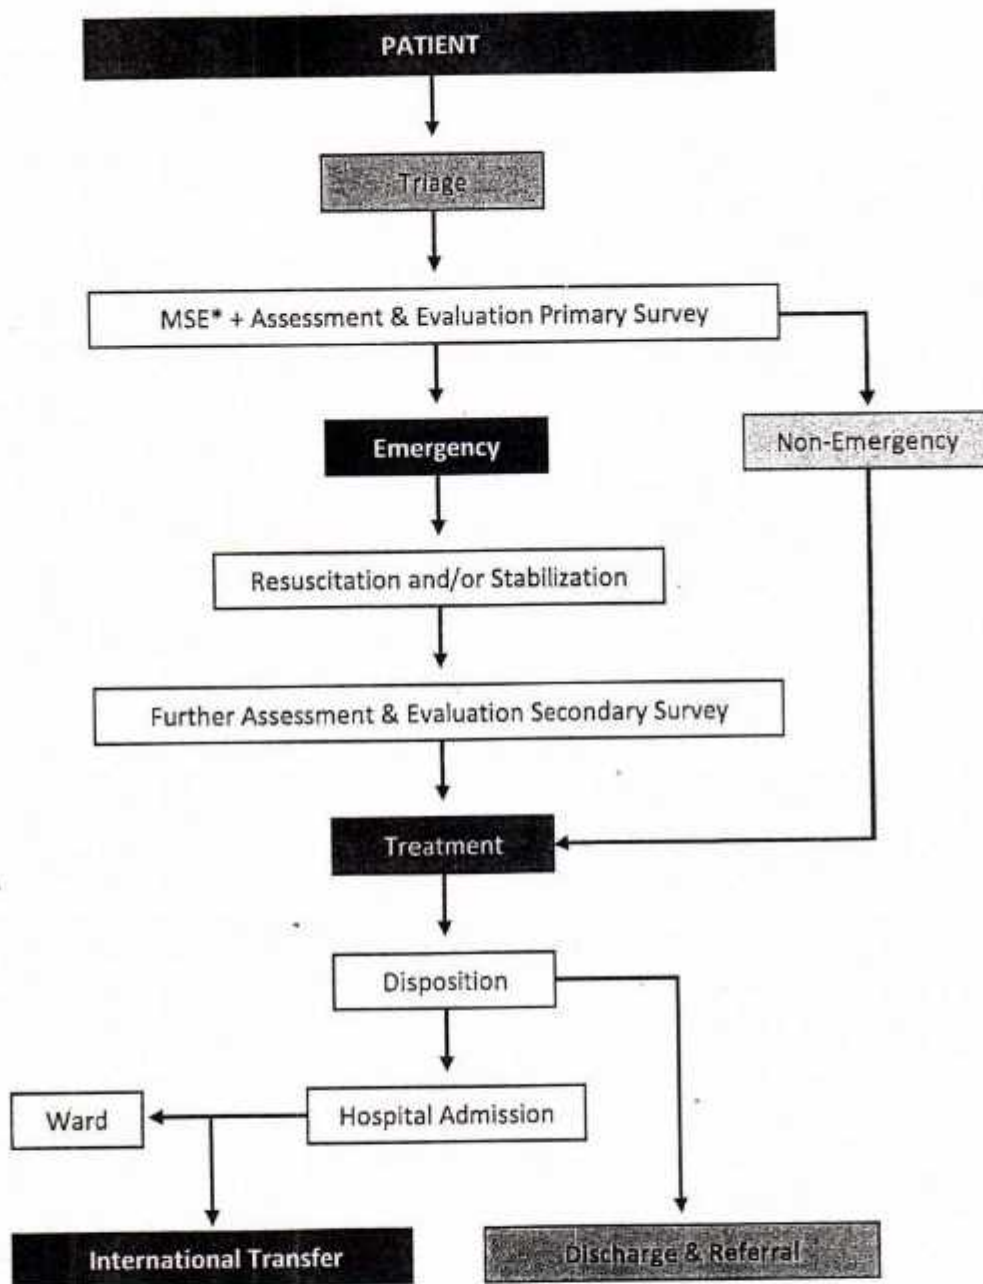 PATIENT
Triage
MSE* + Assessment & Evaluation Primary Survey
Emergency
Non-Emergency
Resuscitation and/or Stabilization
Further Assessment & Evaluation Secondary Survey
Treatment
Disposition
Ward
Hospital Admission
International Transfer
Discharge & Referral